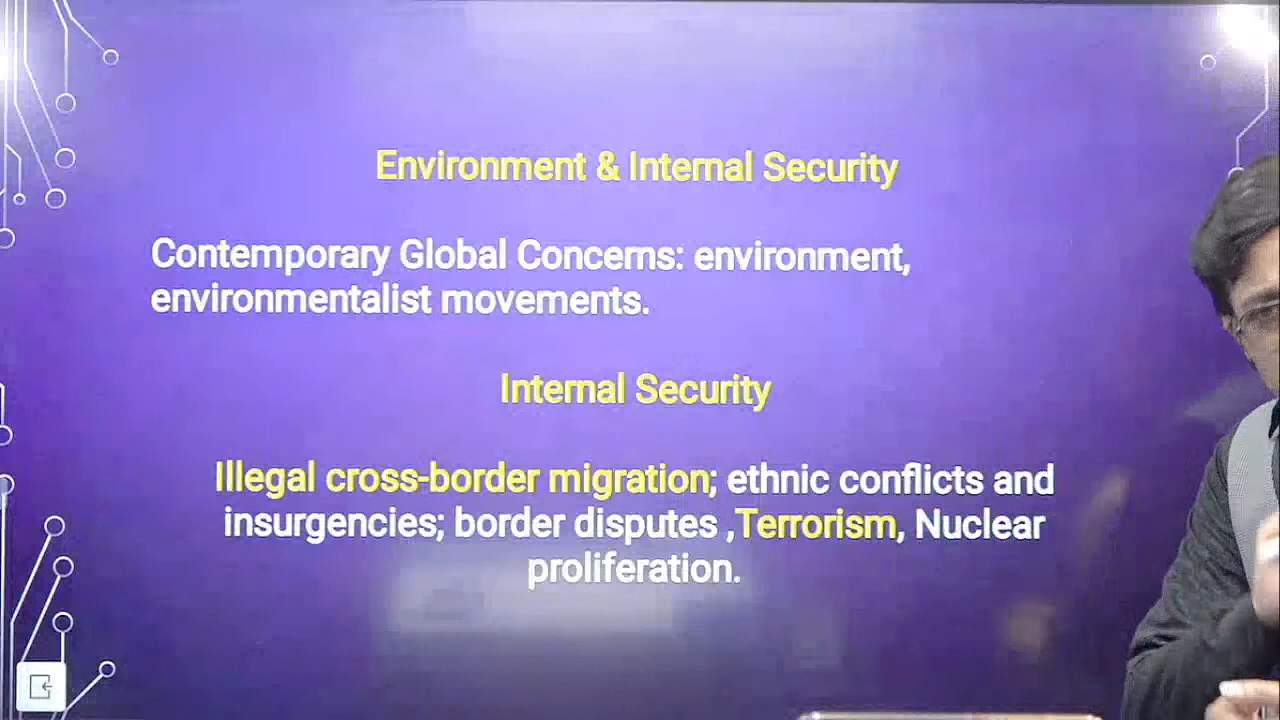 Environment & Internal Security
Contemporary Global Concerns: environment,
environmentalist movements.
Internal Security
Illegal cross-border migration; ethnic conflicts and
insurgencies; border disputes ,Terrorism, Nuclear
proliferation.